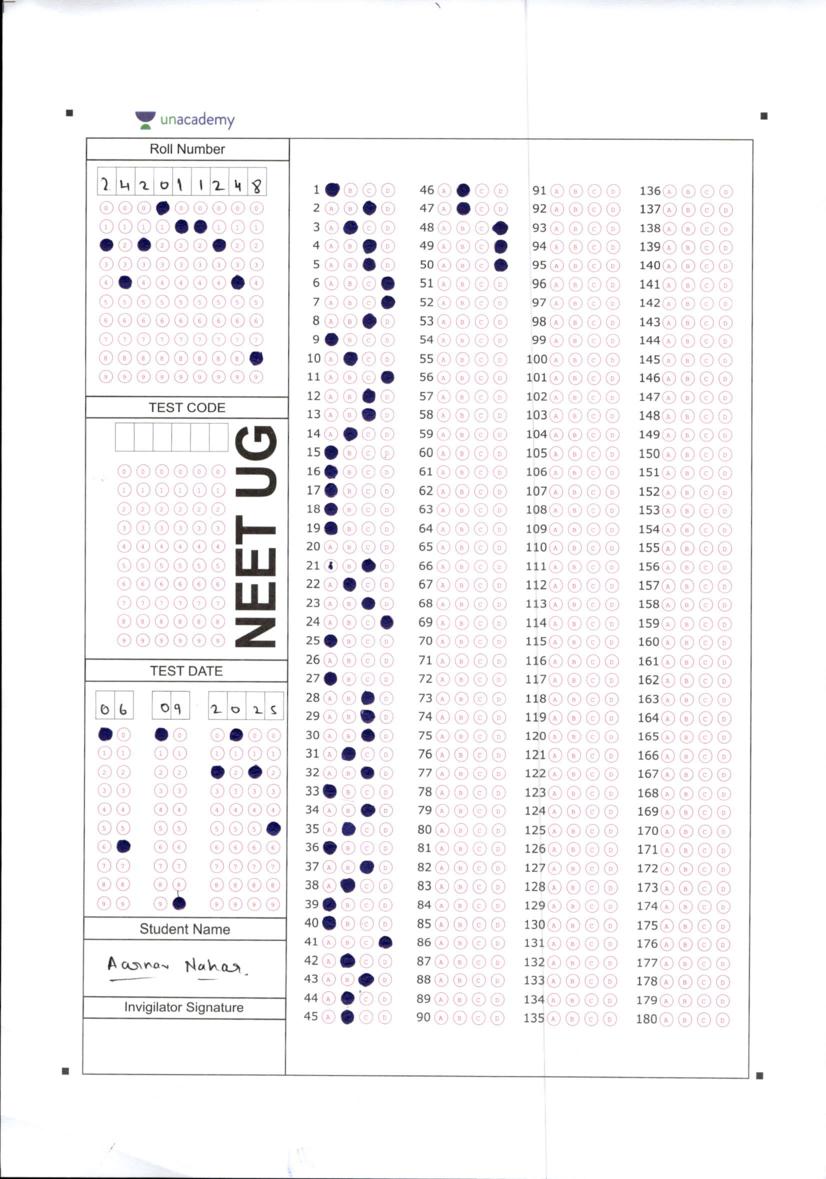 unacademy
Roll Number
2 4 2 0 1 1 2 4 8
TEST CODE
NEET UG
TEST DATE
0 6 0 9 2 0 2 5
Student Name
Aarnav Nahar.
Invigilator Signature
1 B C D
2 A B D
3 A C D
4 A B D
5 A B D
6 A B C
7 A B C
8 A B D
9 B C D
10 A C D
11 A B C
12 A B D
13 A B D
14 A C D
15 B C D
16 B C D
17 B C D
18 B C D
19 B C D
20 A B C D
21 B D
22 A C D
23 A B D
24 A B C
25 B C D
26 A B C D
27 B C D
28 A B D
29 A B D
30 A B D
31 A C D
32 A B D
33 B C D
34 A B D
35 A C D
36 B C D
37 A B D
38 A C D
39 B C D
40 B C D
41 A B C
42 A C D
43 A B D
44 A C D
45 A C D
46 A C D
47 A C D
48 A B C
49 A B C
50 A B C
51 A B C D
52 A B C D
53 A B C D
54 A B C D
55 A B C D
56 A B C D
57 A B C D
58 A B C D
59 A B C D
60 A B C D
61 A B C D
62 A B C D
63 A B C D
64 A B C D
65 A B C D
66 A B C D
67 A B C D
68 A B C D
69 A B C D
70 A B C D
71 A B C D
72 A B C D
73 A B C D
74 A B C D
75 A B C D
76 A B C D
77 A B C D
78 A B C D
79 A B C D
80 A B C D
81 A B C D
82 A B C D
83 A B C D
84 A B C D
85 A B C D
86 A B C D
87 A B C D
88 A B C D
89 A B C D
90 A B C D
91 A B C D
92 A B C D
93 A B C D
94 A B C D
95 A B C D
96 A B C D
97 A B C D
98 A B C D
99 A B C D
100 A B C D
101 A B C D
102 A B C D
103 A B C D
104 A B C D
105 A B C D
106 A B C D
107 A B C D
108 A B C D
109 A B C D
110 A B C D
111 A B C D
112 A B C D
113 A B C D
114 A B C D
115 A B C D
116 A B C D
117 A B C D
118 A B C D
119 A B C D
120 A B C D
121 A B C D
122 A B C D
123 A B C D
124 A B C D
125 A B C D
126 A B C D
127 A B C D
128 A B C D
129 A B C D
130 A B C D
131 A B C D
132 A B C D
133 A B C D
134 A B C D
135 A B C D
136 A B C D
137 A B C D
138 A B C D
139 A B C D
140 A B C D
141 A B C D
142 A B C D
143 A B C D
144 A B C D
145 A B C D
146 A B C D
147 A B C D
148 A B C D
149 A B C D
150 A B C D
151 A B C D
152 A B C D
153 A B C D
154 A B C D
155 A B C D
156 A B C D
157 A B C D
158 A B C D
159 A B C D
160 A B C D
161 A B C D
162 A B C D
163 A B C D
164 A B C D
165 A B C D
166 A B C D
167 A B C D
168 A B C D
169 A B C D
170 A B C D
171 A B C D
172 A B C D
173 A B C D
174 A B C D
175 A B C D
176 A B C D
177 A B C D
178 A B C D
179 A B C D
180 A B C D